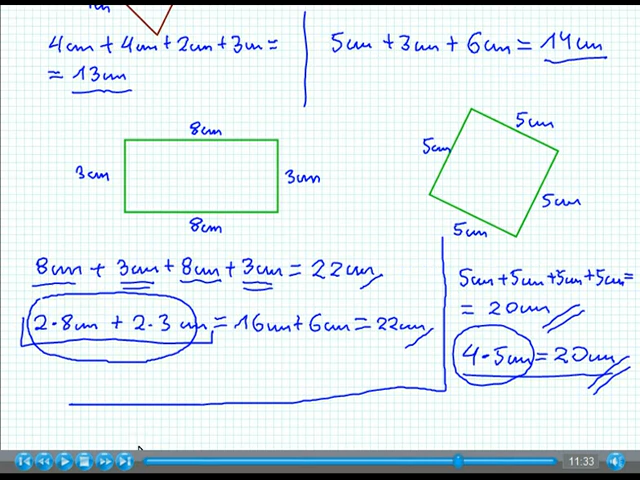 4cm + 4cm + 2cm + 3cm =
= 13cm
5cm + 3cm + 6cm = 14cm
8cm
3cm
3cm
8cm
5cm
5cm
5cm
5cm
8cm + 3cm + 8cm + 3cm = 22cm
2·8cm + 2·3cm = 16cm + 6cm = 22cm
5cm + 5cm + 5cm + 5cm =
= 20cm
4·5cm = 20cm
11:33